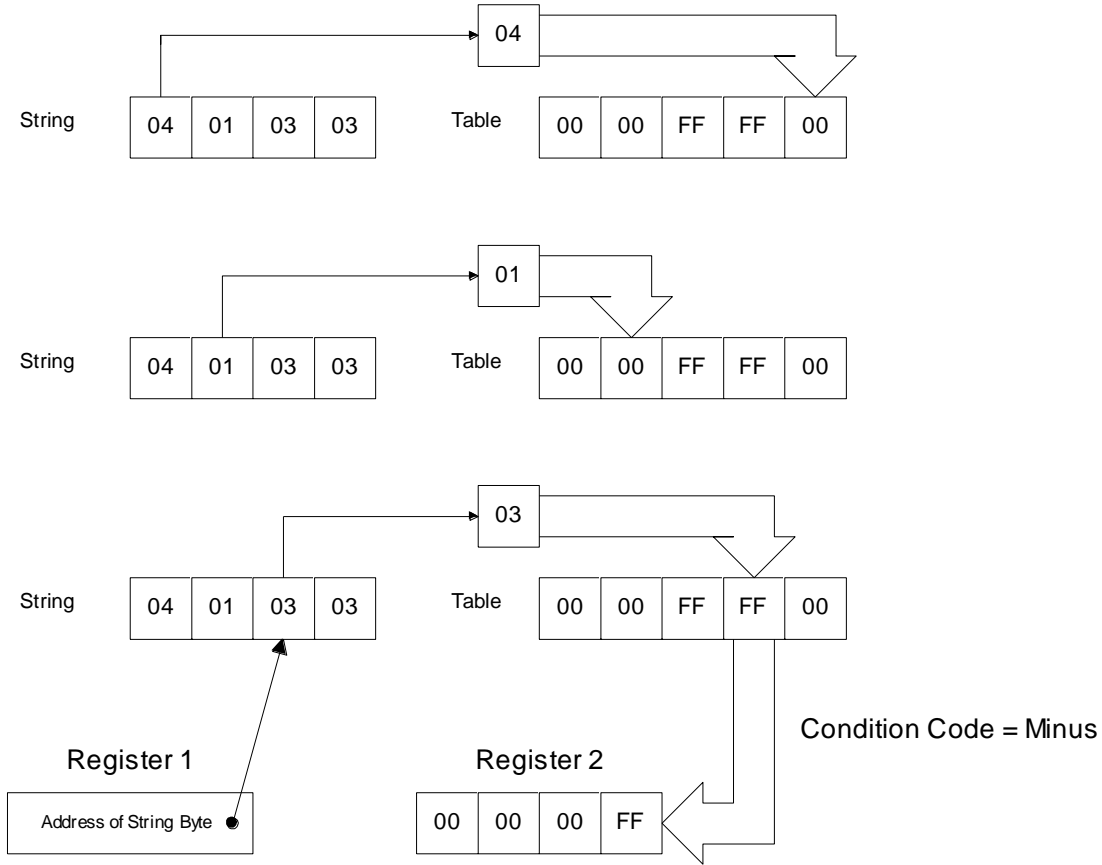 04
String 04 01 03 03 Table 00 00 FF FF 00
01
String 04 01 03 03 Table 00 00 FF FF 00
03
String 04 01 03 03 Table 00 00 FF FF 00
Condition Code = Minus
Register 1 Register 2
Address of String Byte 00 00 00 FF